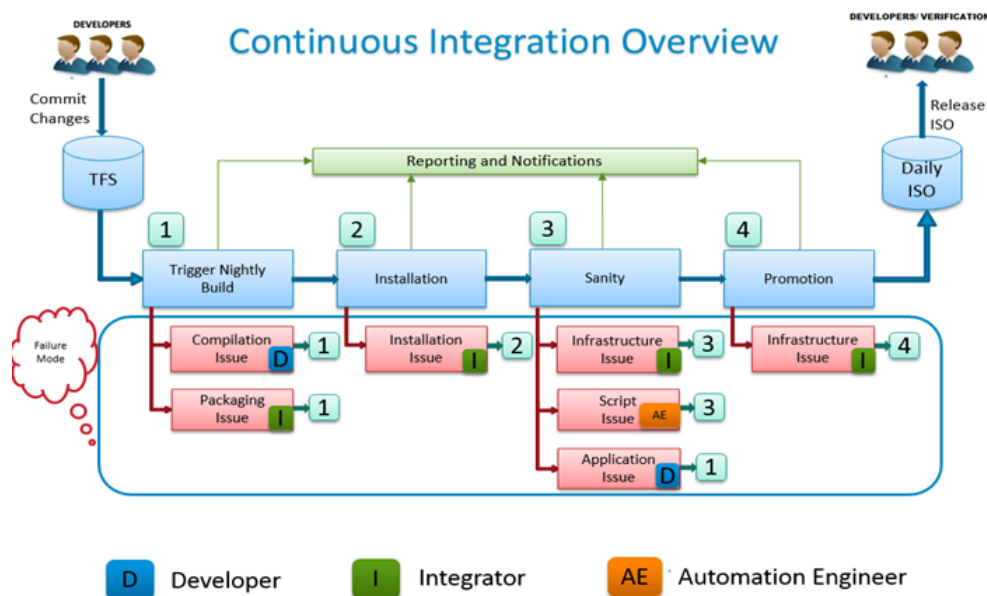 DEVELOPERS
Continuous Integration Overview
DEVELOPERS/ VERIFICATION
Commit
Changes
Release
ISO
TFS
Reporting and Notifications
Daily
ISO
1
2
3
4
Trigger Nightly
Build
Installation
Sanity
Promotion
Failure
Mode
Compilation
Issue
D
1
Installation
Issue
I
2
Infrastructure
Issue
I
3
Infrastructure
Issue
I
4
Packaging
Issue
I
1
Script
Issue
AE
3
Application
Issue
D
1
D Developer
I Integrator
AE Automation Engineer